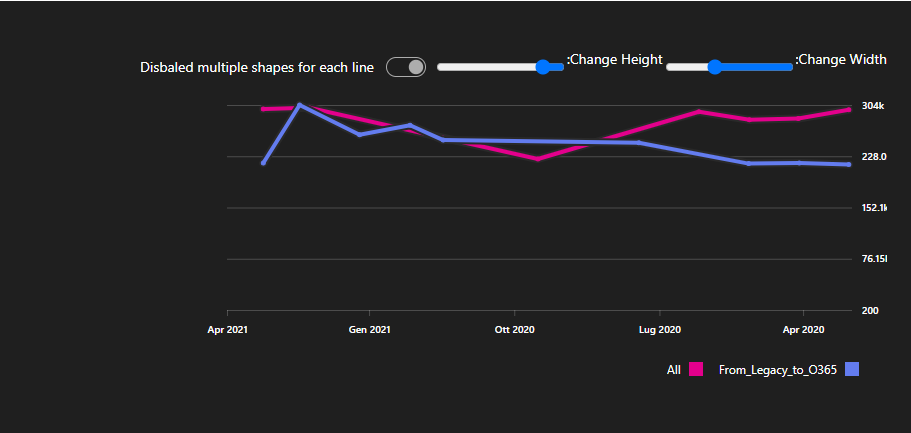 Disbaled multiple shapes for each line
:Change Height
:Change Width
304k
228.0
152.1k
76.15k
200
Apr 2021
Gen 2021
Ott 2020
Lug 2020
Apr 2020
All
From_Legacy_to_O365